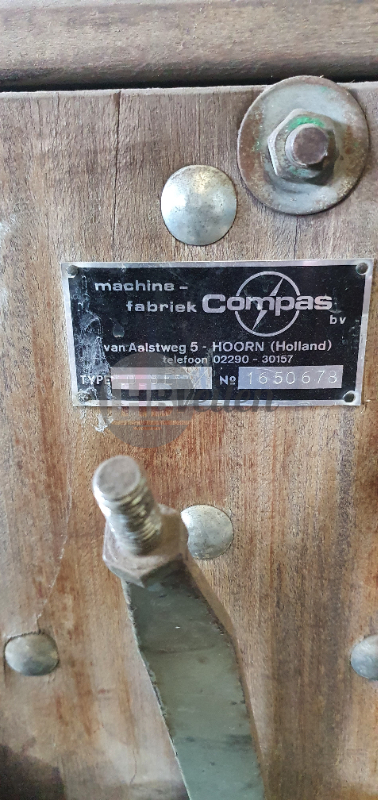 machine-
fabriek Compas
bv
van Aalstweg 5 - HOORN (Holland)
telefoon 02290 - 30157
TYPE No 1650678